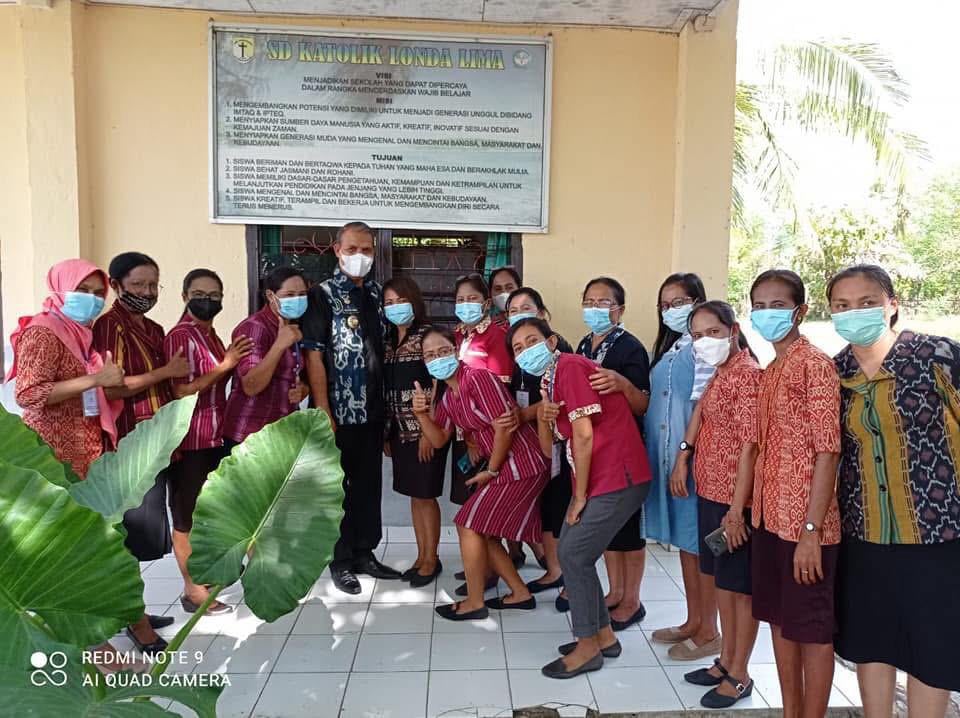 SD KATOLIK LONDA LIMA
VISI
MENJADIKAN SEKOLAH YANG DAPAT DIPERCAYA
DALAM RANGKA MENCERDASKAN WAJIB BELAJAR
MISI
1. MENGEMBANGKAN POTENSI YANG DIMILIKI UNTUK MENJADI GENERASI UNGGUL DIBIDANG
IMTAQ & IPTEQ.
2. MENYIAPKAN SUMBER DAYA MANUSIA YANG AKTIF, KREATIF, INOVATIF SESUAI DENGAN
KEMAJUAN ZAMAN.
3. MENYIAPKAN GENERASI MUDA YANG MENGENAL DAN MENCINTAI BANGSA, MASYARAKAT DAN
KEBUDAYAAN.
TUJUAN
1. SISWA BERIMAN DAN BERTAQWA KEPADA TUHAN YANG MAHA ESA DAN BERAKHLAK MULIA.
2. SISWA SEHAT JASMANI DAN ROHANI.
3. SISWA MEMILIKI DASAR-DASAR PENGETAHUAN, KEMAMPUAN DAN KETRAMPILAN UNTUK
MELANJUTKAN PENDIDIKAN PADA JENJANG YANG LEBIH TINGGI.
4. SISWA MENGENAL DAN MENCINTAI BANGSA, MASYARAKAT DAN KEBUDAYAAN.
5. SISWA KREATIF, TERAMPIL DAN BEKERJA UNTUK MENGEMBANGKAN DIRI SECARA
TERUS MENERUS.
REDMI NOTE 9
AI QUAD CAMERA